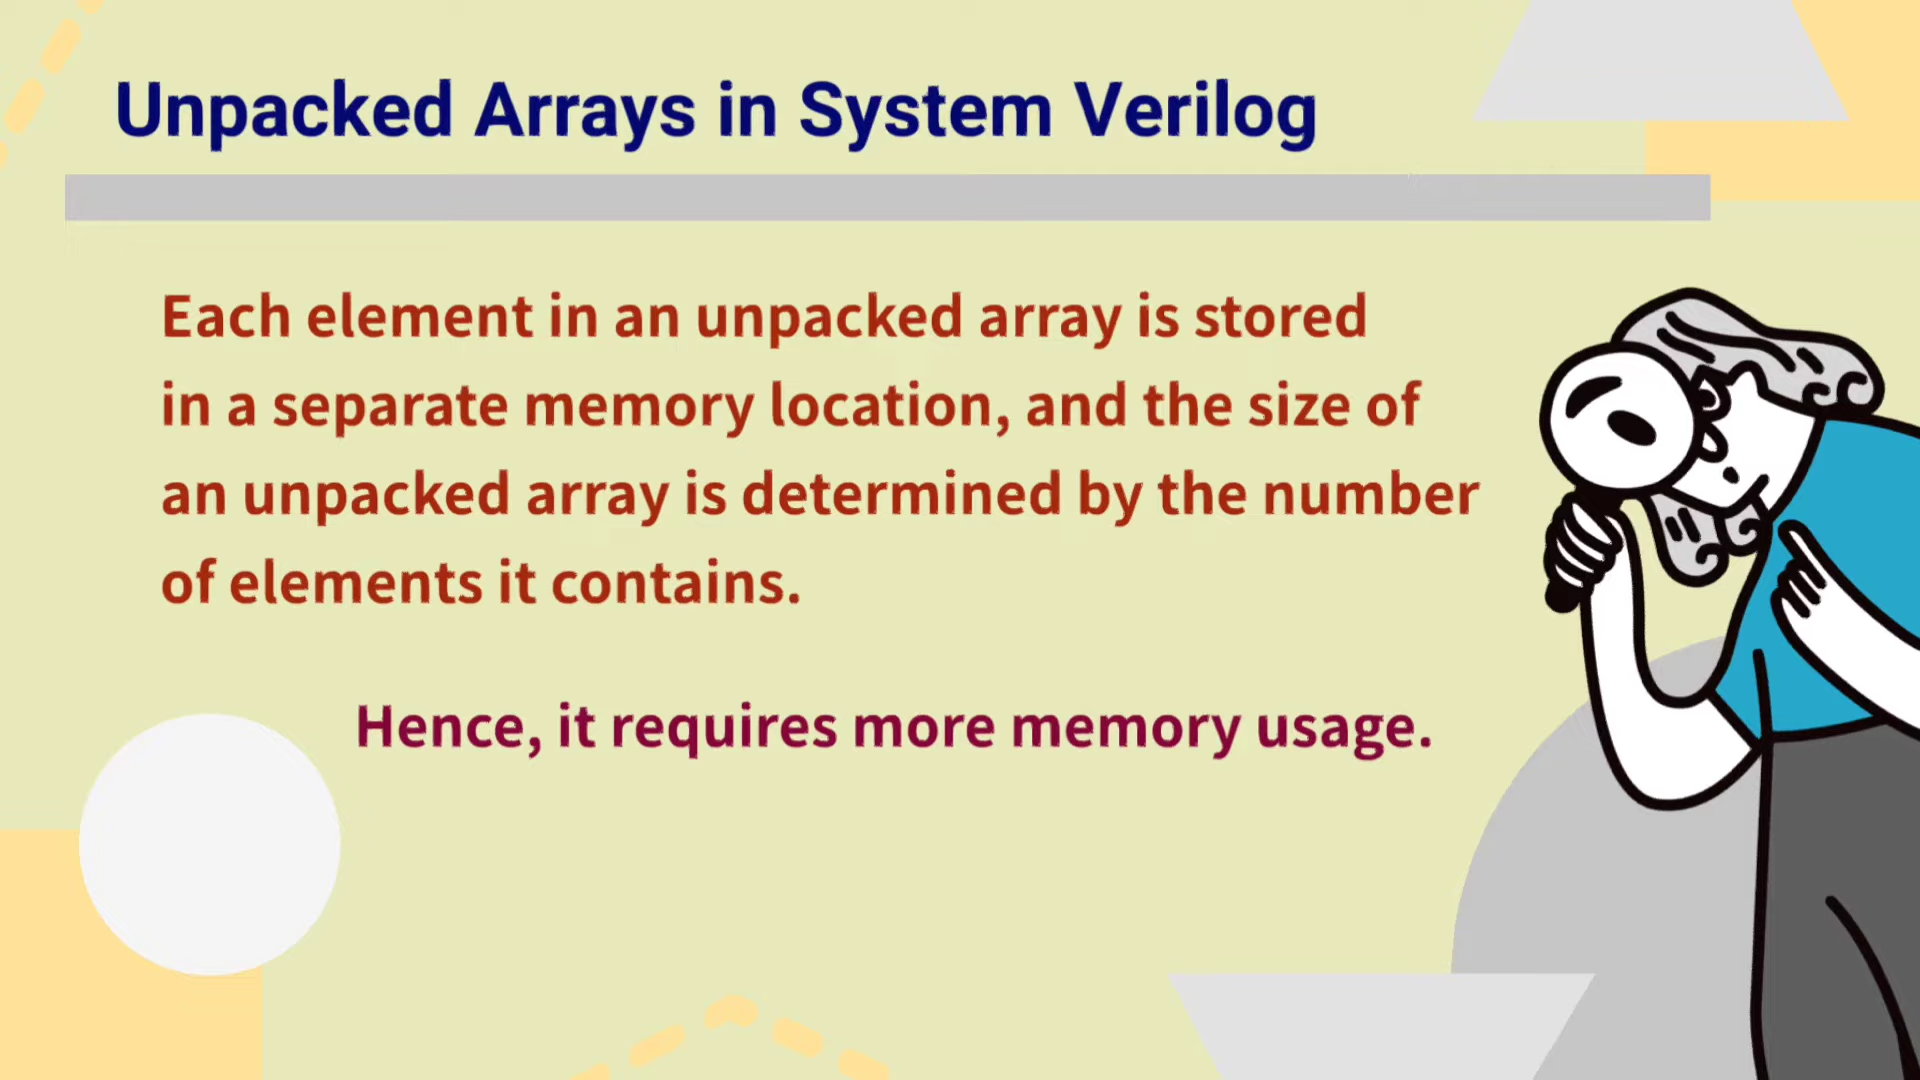 Unpacked Arrays in System Verilog
Each element in an unpacked array is stored
in a separate memory location, and the size of
an unpacked array is determined by the number
of elements it contains.
Hence, it requires more memory usage.